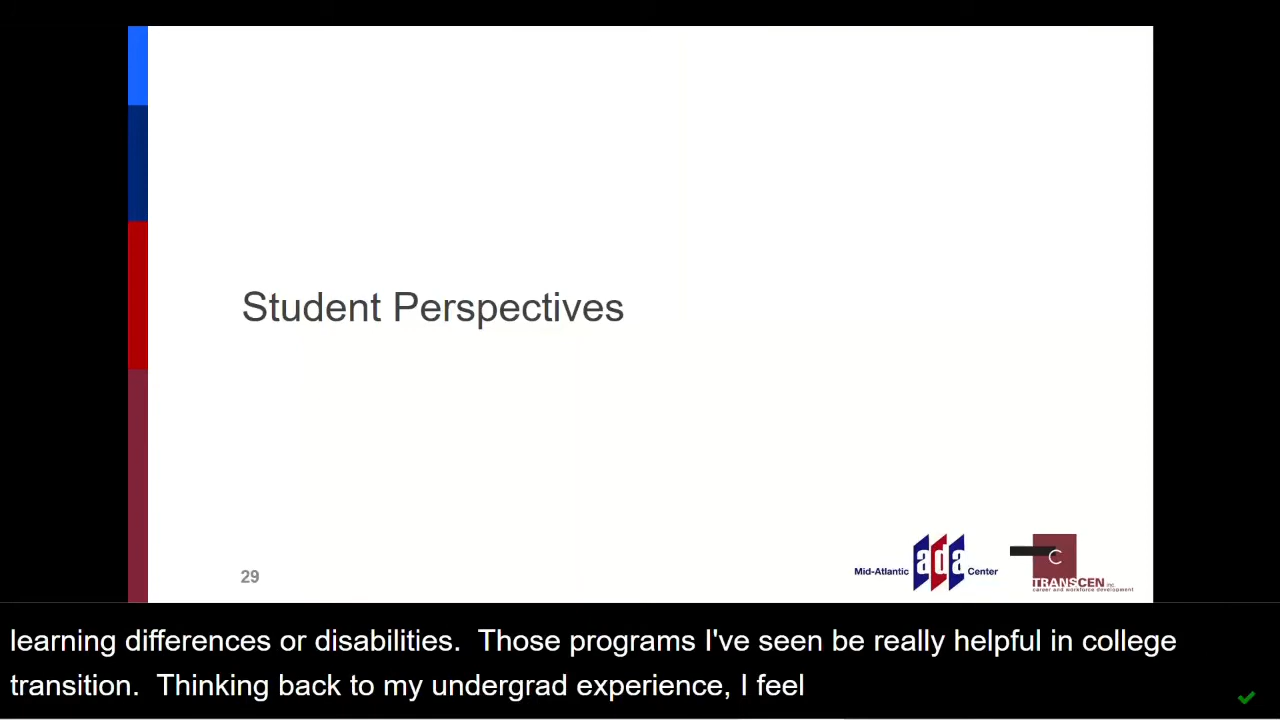 Student Perspectives
29
Mid-Atlantic ada Center
C
TRANSCEN inc.
career and workforce development
learning differences or disabilities.  Those programs I've seen be really helpful in college
transition.  Thinking back to my undergrad experience, I feel